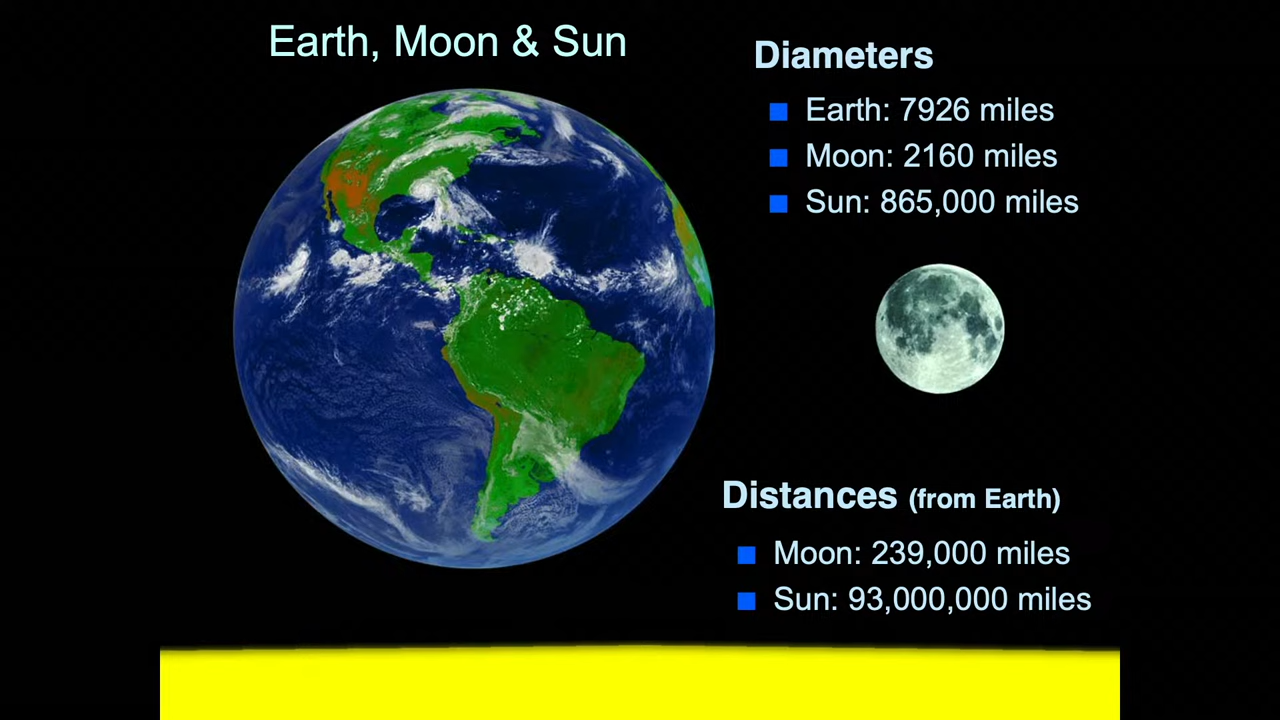 Earth, Moon & Sun
Diameters
Earth: 7926 miles
Moon: 2160 miles
Sun: 865,000 miles
Distances (from Earth)
Moon: 239,000 miles
Sun: 93,000,000 miles